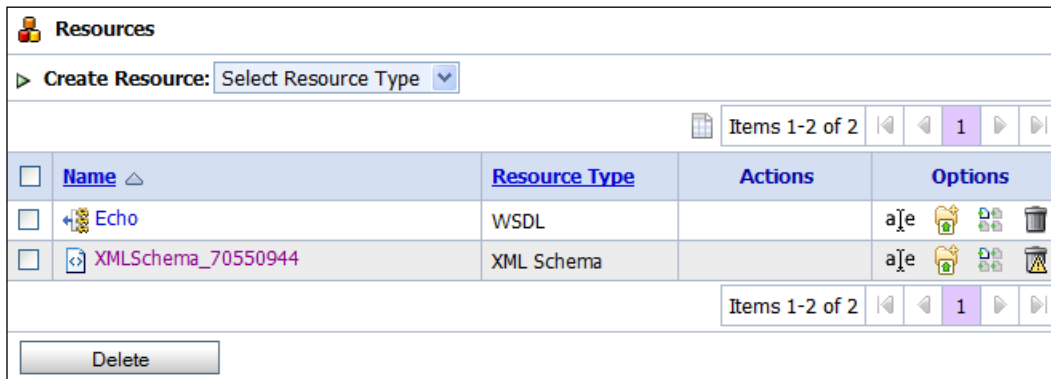 Resources
Create Resource: Select Resource Type
Items 1-2 of 2 1
Name Resource Type Actions Options
Echo WSDL a e
XMLSchema_70550944 XML Schema a e
Items 1-2 of 2 1
Delete